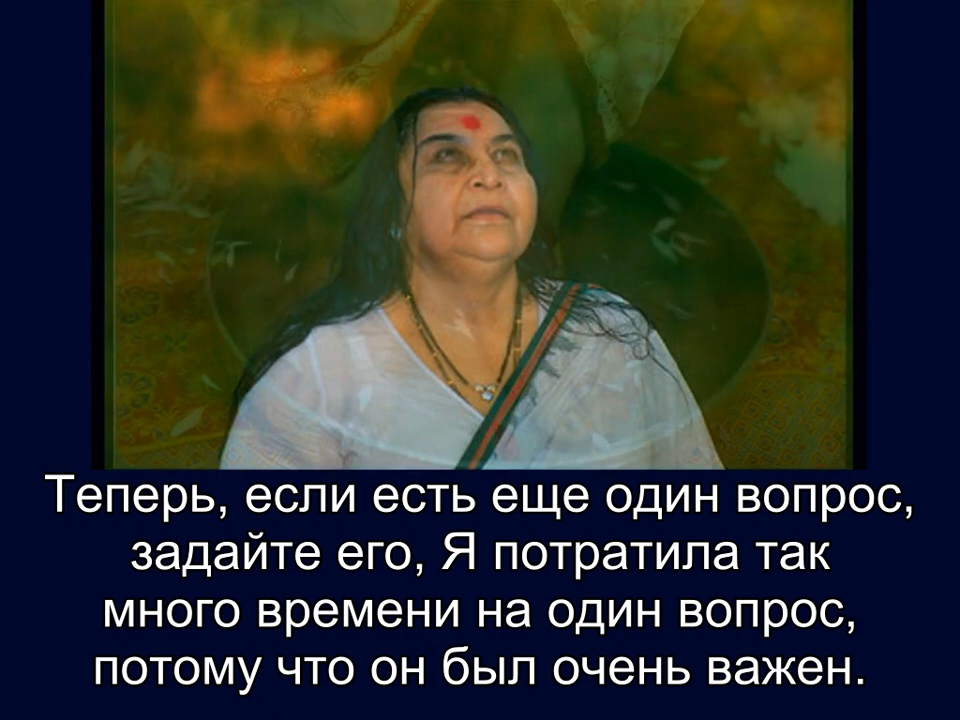 Теперь, если есть еще один вопрос,
задайте его, Я потратила так
много времени на один вопрос,
потому что он был очень важен.